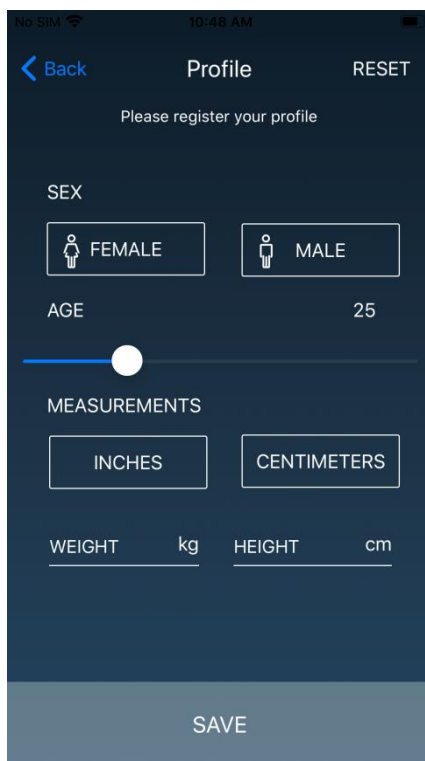 No SIM 10:48 AM
Back Profile RESET
Please register your profile
SEX
FEMALE MALE
AGE 25
MEASUREMENTS
INCHES CENTIMETERS
WEIGHT kg HEIGHT cm
SAVE